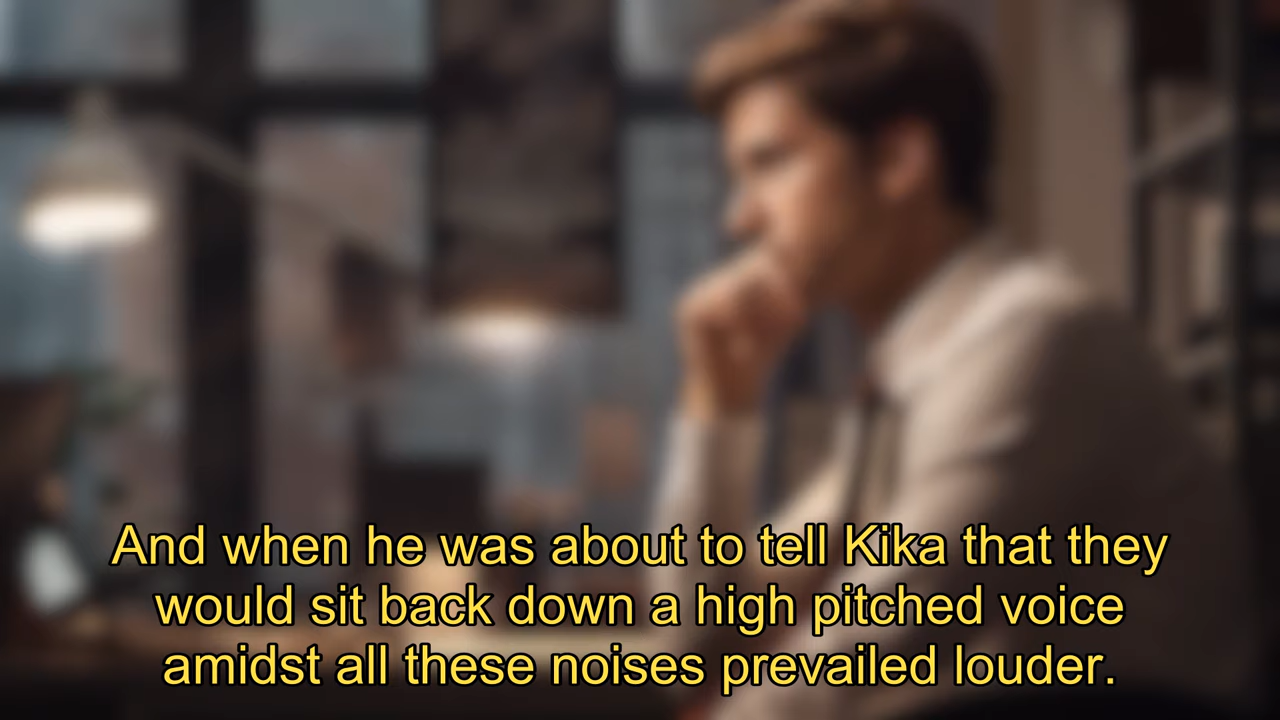 And when he was about to tell Kika that they
would sit back down a high pitched voice
amidst all these noises prevailed louder.